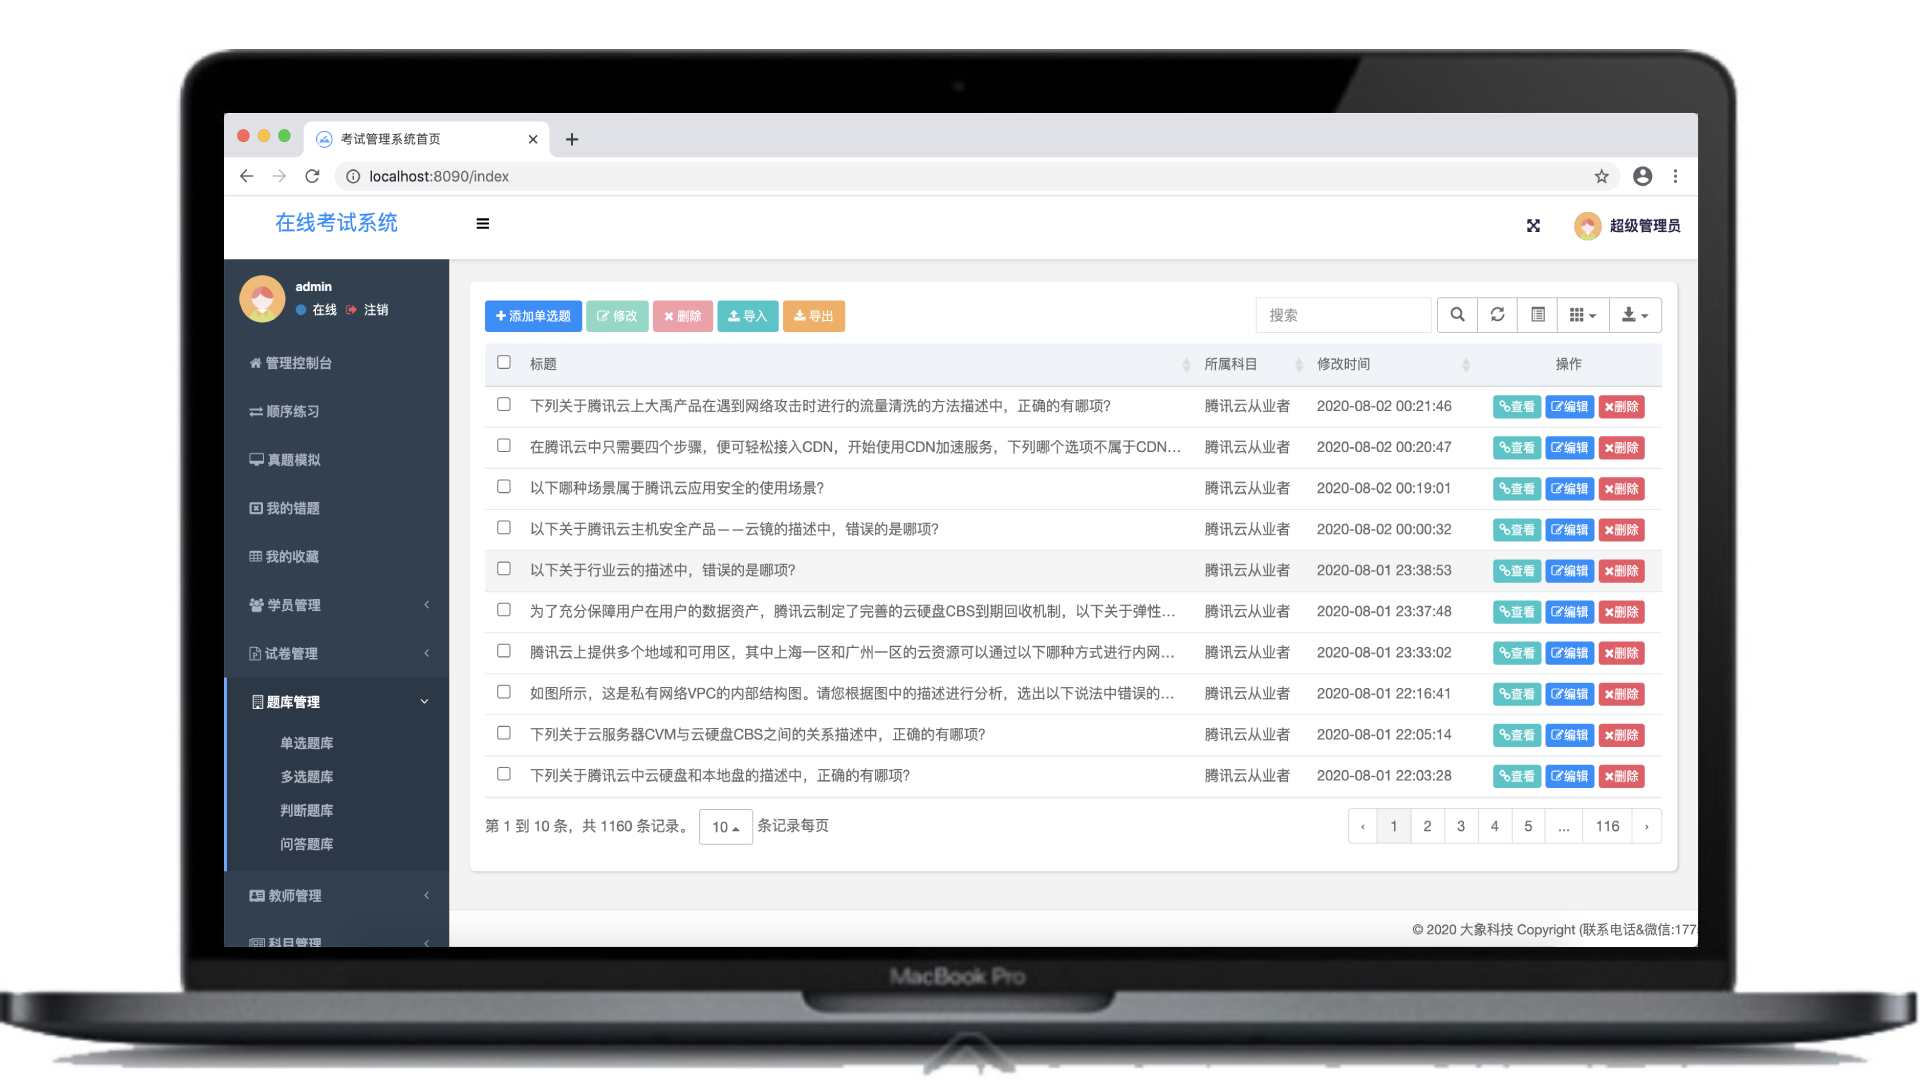 考试管理系统首页
localhost:8090/index
在线考试系统
超级管理员
admin
在线 注销
管理控制台
顺序练习
真题模拟
我的错题
我的收藏
学员管理
试卷管理
题库管理
单选题库
多选题库
判断题库
问答题库
教师管理
科目管理
添加单选题 修改 删除 导入 导出 搜索
标题 所属科目 修改时间 操作
下列关于腾讯云上大禹产品在遇到网络攻击时进行的流量清洗的方法描述中，正确的有哪项? 腾讯云从业者 2020-08-02 00:21:46 查看 编辑 删除
在腾讯云中只需要四个步骤，便可轻松接入CDN，开始使用CDN加速服务，下列哪个选项不属于CDN... 腾讯云从业者 2020-08-02 00:20:47 查看 编辑 删除
以下哪种场景属于腾讯云应用安全的使用场景? 腾讯云从业者 2020-08-02 00:19:01 查看 编辑 删除
以下关于腾讯云主机安全产品——云镜的描述中，错误的是哪项? 腾讯云从业者 2020-08-02 00:00:32 查看 编辑 删除
以下关于行业云的描述中，错误的是哪项? 腾讯云从业者 2020-08-01 23:38:53 查看 编辑 删除
为了充分保障用户在用户的数据资产，腾讯云制定了完善的云硬盘CBS到期回收机制，以下关于弹性... 腾讯云从业者 2020-08-01 23:37:48 查看 编辑 删除
腾讯云上提供多个地域和可用区，其中上海一区和广州一区的云资源可以通过以下哪种方式进行内网... 腾讯云从业者 2020-08-01 23:33:02 查看 编辑 删除
如图所示，这是私有网络VPC的内部结构图。请您根据图中的描述进行分析，选出以下说法中错误的... 腾讯云从业者 2020-08-01 22:16:41 查看 编辑 删除
下列关于云服务器CVM与云硬盘CBS之间的关系描述中，正确的有哪项? 腾讯云从业者 2020-08-01 22:05:14 查看 编辑 删除
下列关于腾讯云中云硬盘和本地盘的描述中，正确的有哪项? 腾讯云从业者 2020-08-01 22:03:28 查看 编辑 删除
第 1 到 10 条，共 1160 条记录。 10 条记录每页 ‹ 1 2 3 4 5 ... 116 ›
© 2020 大象科技 Copyright (联系电话&微信:177
MacBook Pro